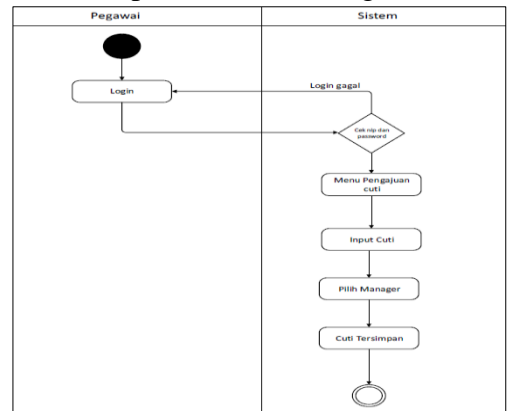 Pegawai
Sistem
Login gagal
Login
Cek nip dan
password
Menu Pengajuan
cuti
Input Cuti
Pilih Manager
Cuti Tersimpan